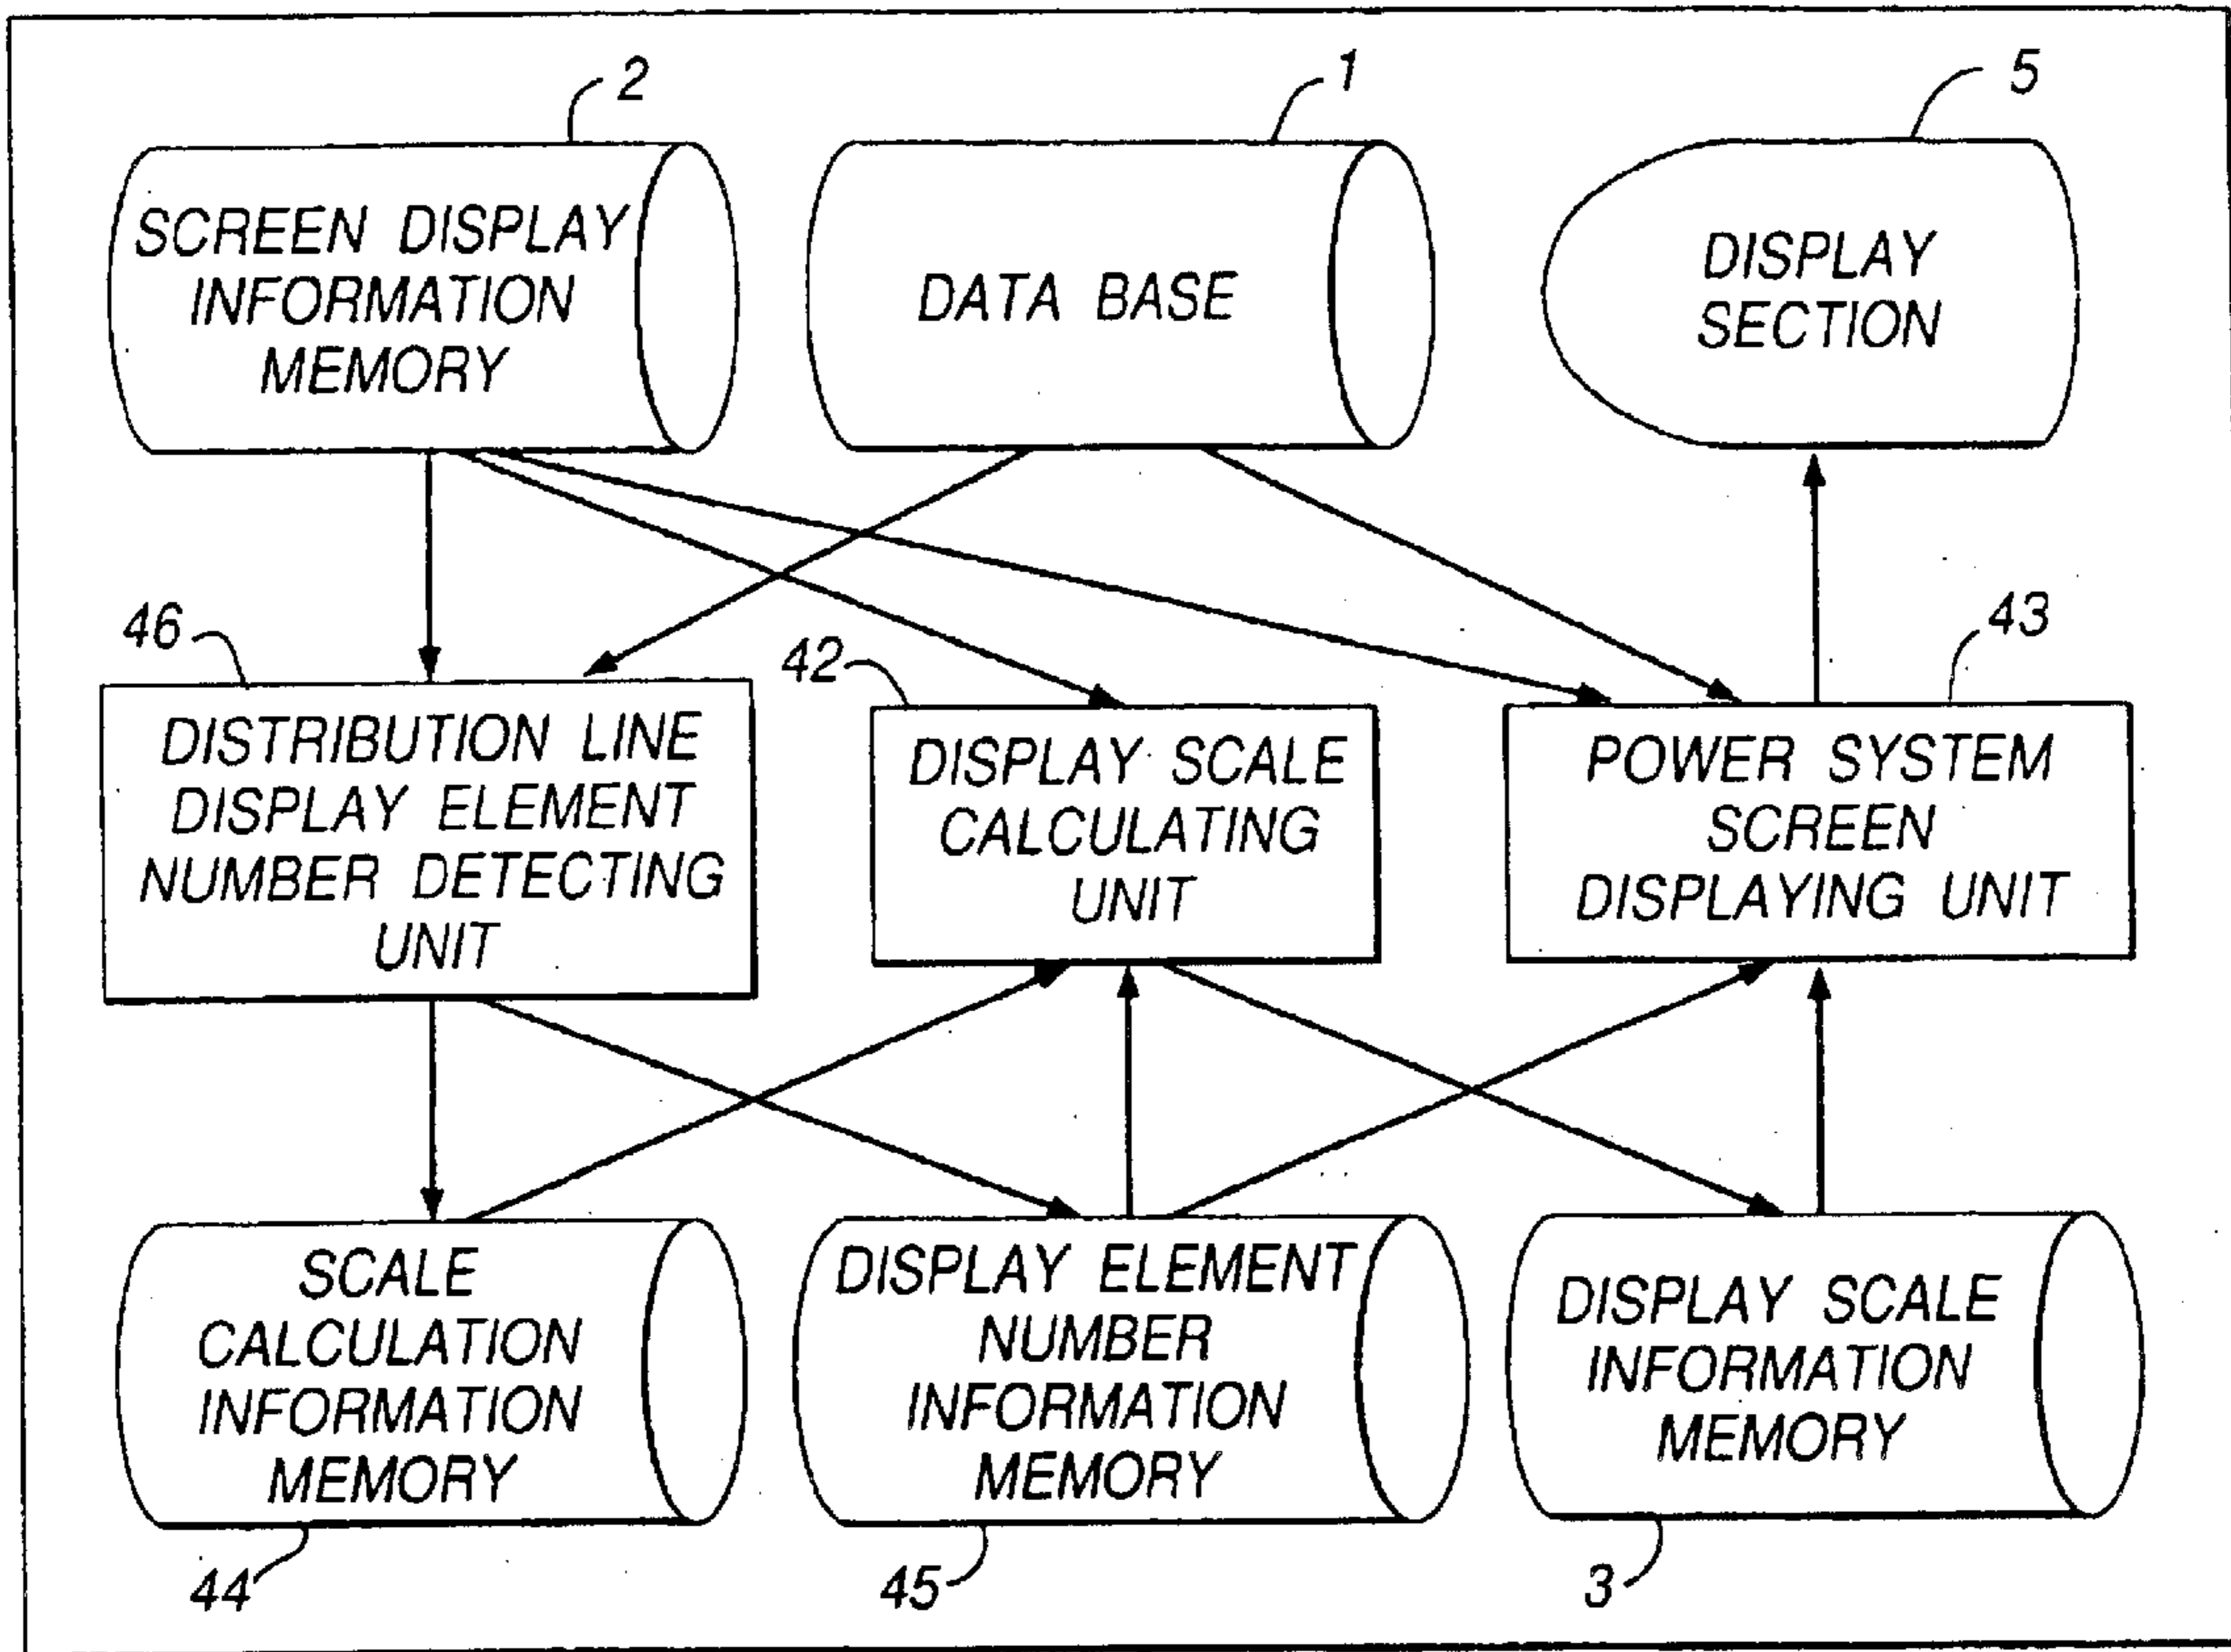 2
1
5
SCREEN DISPLAY
INFORMATION
MEMORY
DATA BASE
DISPLAY
SECTION
46
42
43
DISTRIBUTION LINE
DISPLAY ELEMENT
NUMBER DETECTING
UNIT
DISPLAY SCALE
CALCULATING
UNIT
POWER SYSTEM
SCREEN
DISPLAYING UNIT
SCALE
CALCULATION
INFORMATION
MEMORY
DISPLAY ELEMENT
NUMBER
INFORMATION
MEMORY
DISPLAY SCALE
INFORMATION
MEMORY
44
45
3